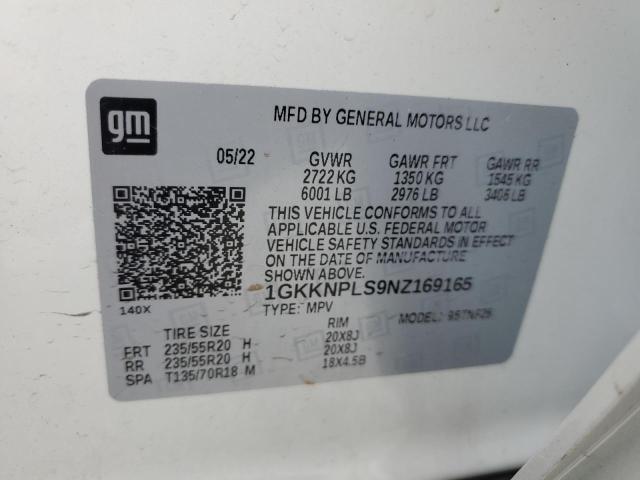 gm
MFD BY GENERAL MOTORS LLC
05/22 GVWR GAWR FRT GAWR RR
2722 KG 1350 KG 1545 KG
6001 LB 2976 LB 3406 LB
THIS VEHICLE CONFORMS TO ALL
APPLICABLE U.S. FEDERAL MOTOR
VEHICLE SAFETY STANDARDS IN EFFECT
ON THE DATE OF MANUFACTURE
SHOWN ABOVE.
1GKKNPLS9NZ169165
140X
TYPE: MPV MODEL:
TIRE SIZE RIM
FRT 235/55R20 H 20X8J
RR 235/55R20 H 20X8J
SPA T135/70R18 M 18X4.5B